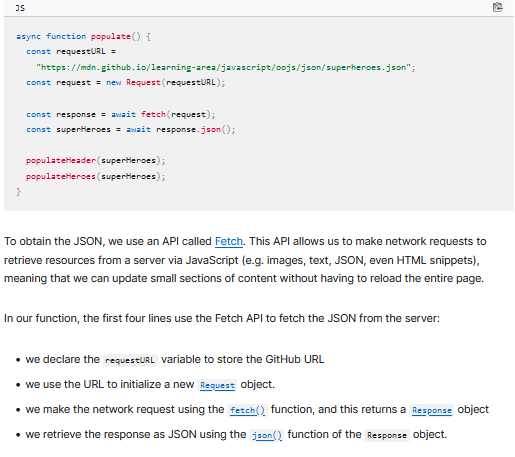 JS
async function populate() {
  const requestURL =
    "https://mdn.github.io/learning-area/javascript/oojs/json/superheroes.json";
  const request = new Request(requestURL);

  const response = await fetch(request);
  const superHeroes = await response.json();

  populateHeader(superHeroes);
  populateHeroes(superHeroes);
}
To obtain the JSON, we use an API called Fetch. This API allows us to make network requests to
retrieve resources from a server via JavaScript (e.g. images, text, JSON, even HTML snippets),
meaning that we can update small sections of content without having to reload the entire page.
In our function, the first four lines use the Fetch API to fetch the JSON from the server:
• we declare the requestURL variable to store the GitHub URL
• we use the URL to initialize a new Request object.
• we make the network request using the fetch() function, and this returns a Response object
• we retrieve the response as JSON using the json() function of the Response object.